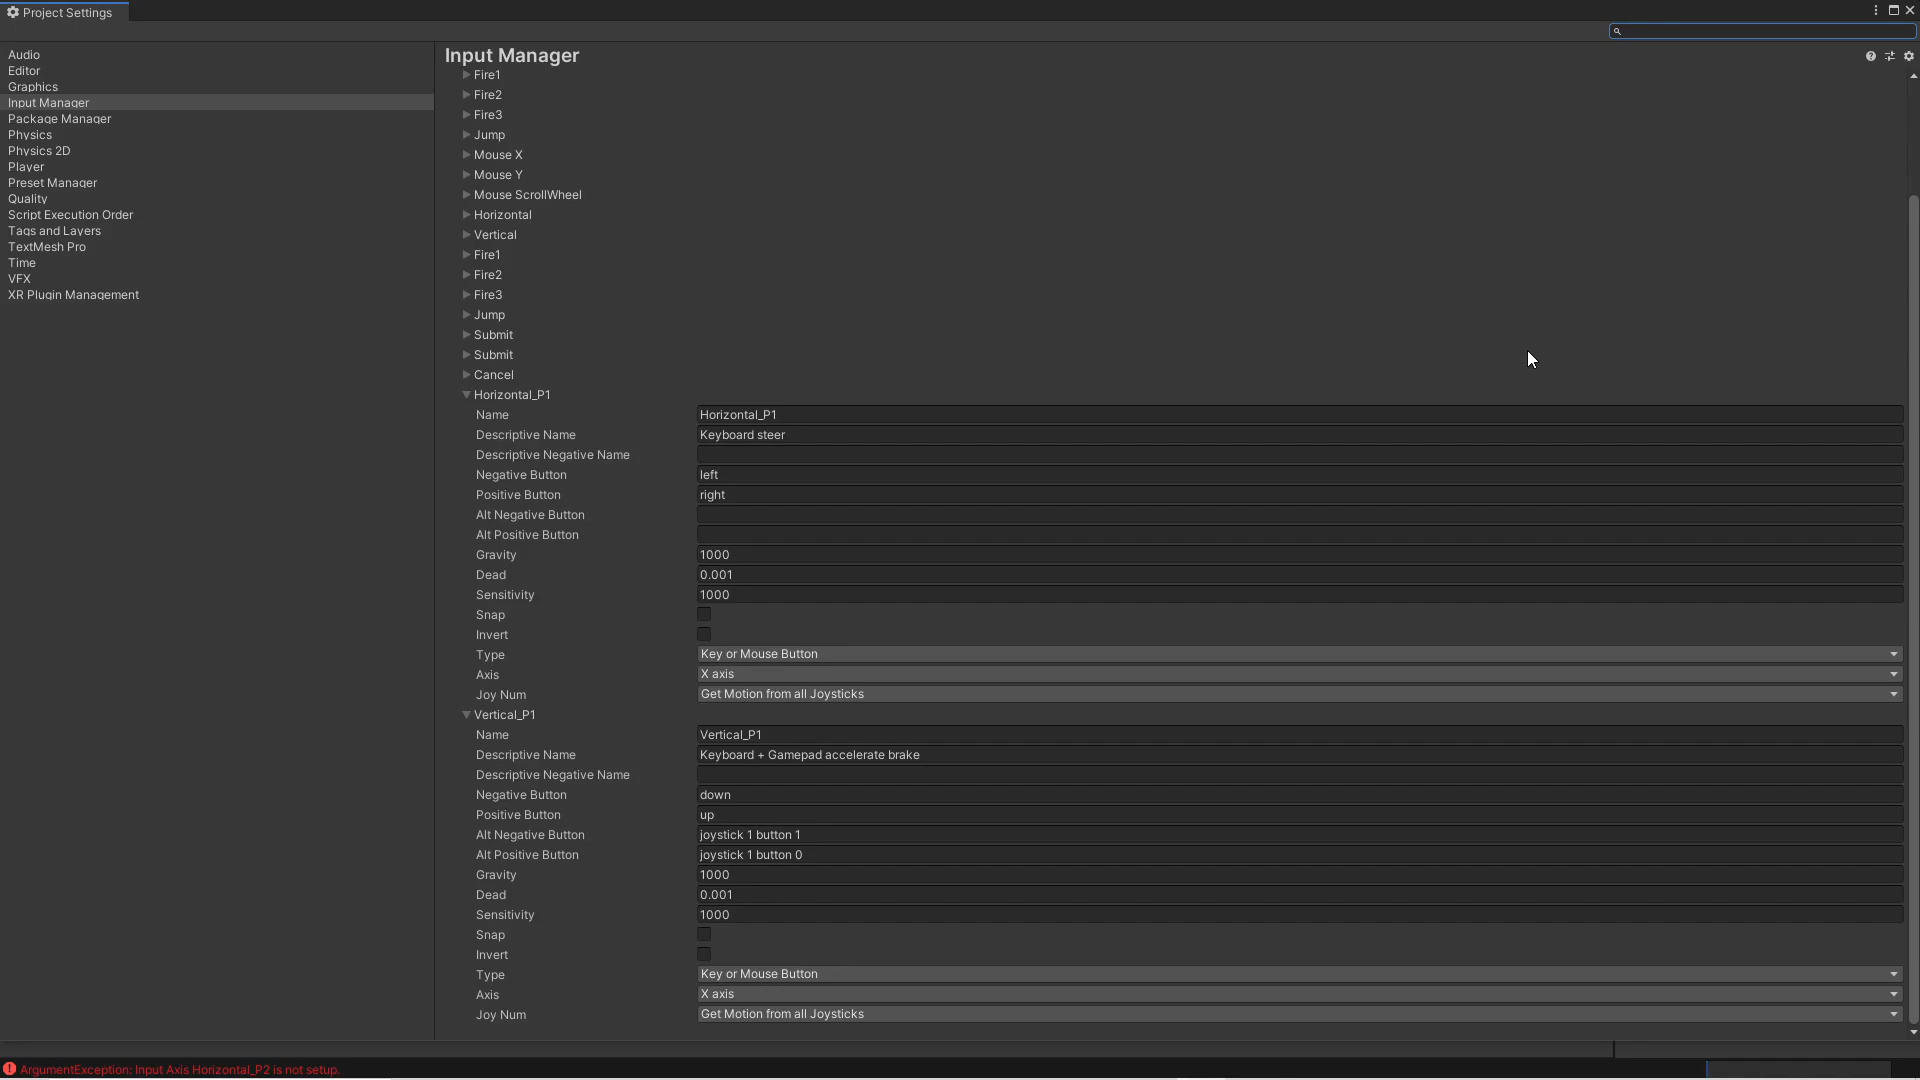 Project Settings
Audio
Editor
Graphics
Input Manager
Package Manager
Physics
Physics 2D
Player
Preset Manager
Quality
Script Execution Order
Tags and Layers
TextMesh Pro
Time
VFX
XR Plugin Management
Input Manager
Fire1
Fire2
Fire3
Jump
Mouse X
Mouse Y
Mouse ScrollWheel
Horizontal
Vertical
Fire1
Fire2
Fire3
Jump
Submit
Submit
Cancel
Horizontal_P1
Name Horizontal_P1
Descriptive Name Keyboard steer
Descriptive Negative Name
Negative Button left
Positive Button right
Alt Negative Button
Alt Positive Button
Gravity 1000
Dead 0.001
Sensitivity 1000
Snap
Invert
Type Key or Mouse Button
Axis X axis
Joy Num Get Motion from all Joysticks
Vertical_P1
Name Vertical_P1
Descriptive Name Keyboard + Gamepad accelerate brake
Descriptive Negative Name
Negative Button down
Positive Button up
Alt Negative Button joystick 1 button 1
Alt Positive Button joystick 1 button 0
Gravity 1000
Dead 0.001
Sensitivity 1000
Snap
Invert
Type Key or Mouse Button
Axis X axis
Joy Num Get Motion from all Joysticks
ArgumentException: Input Axis Horizontal_P2 is not setup.